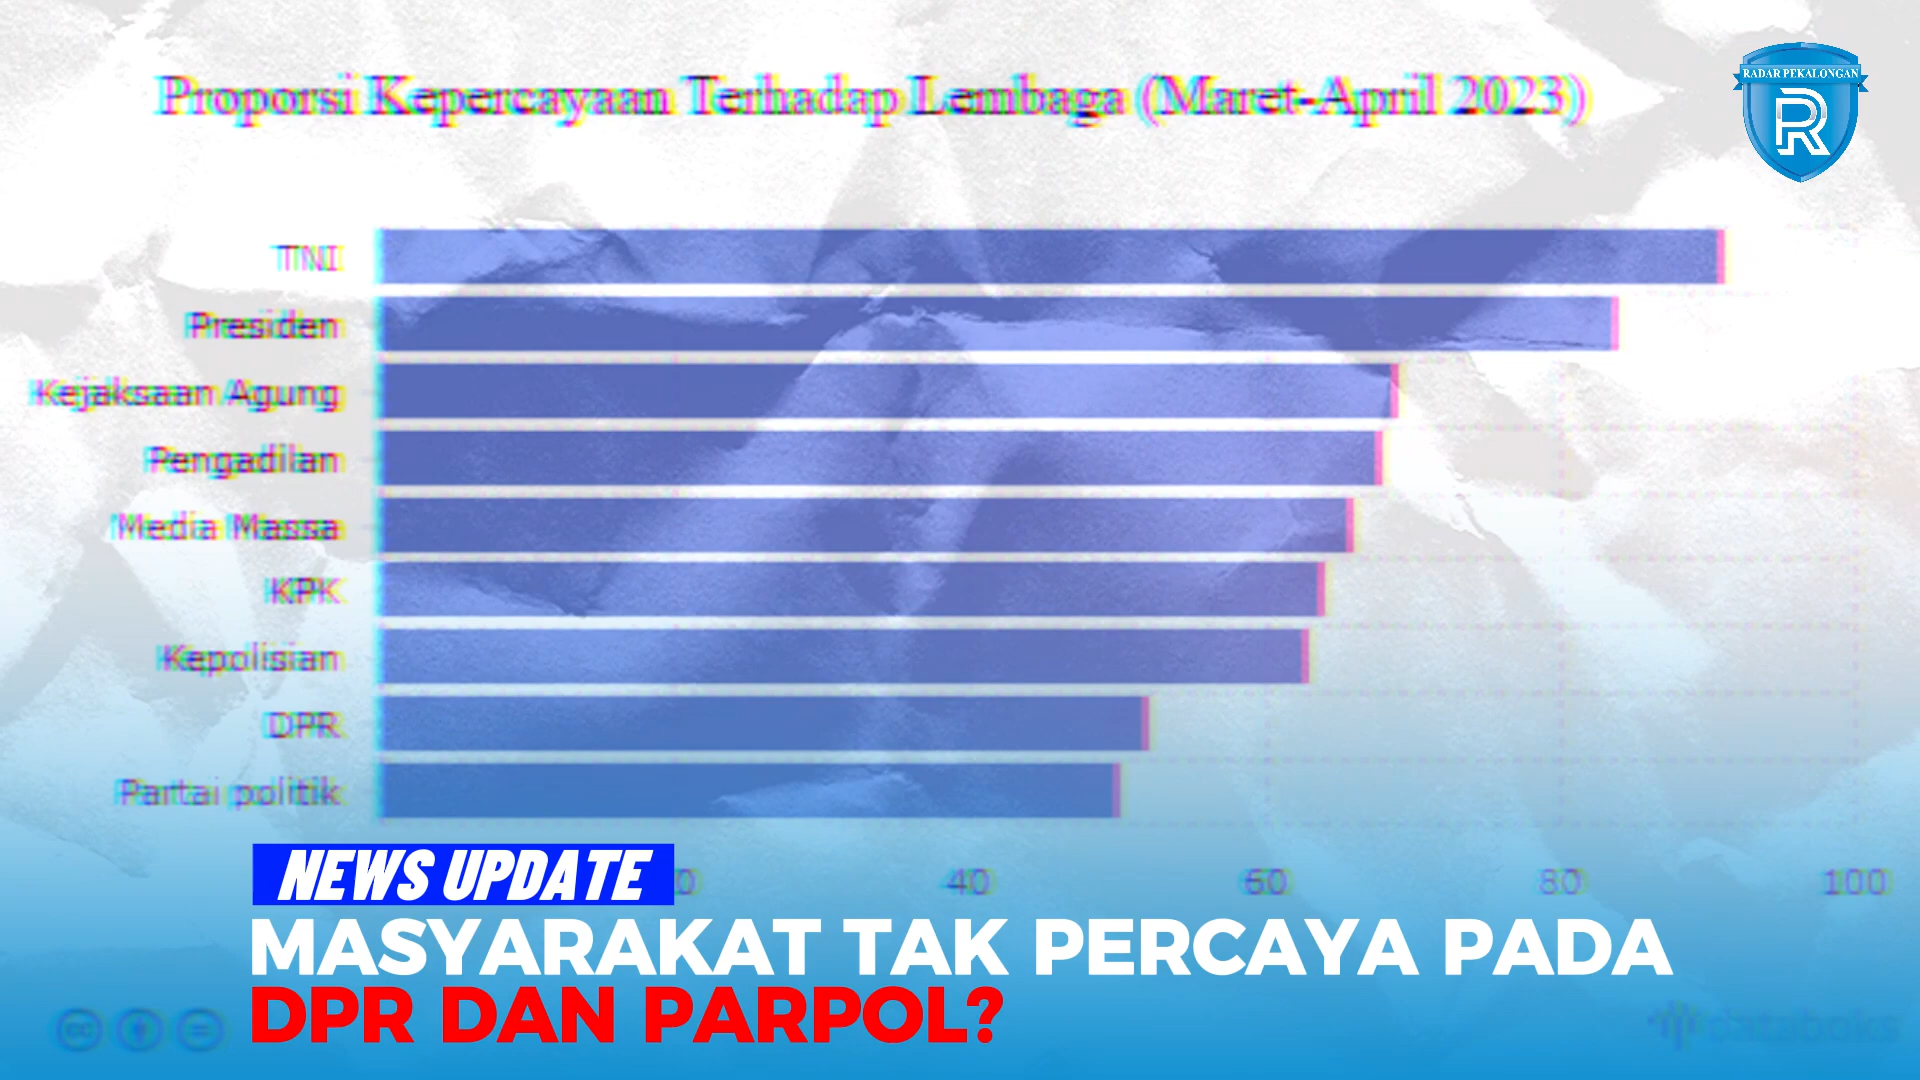 Proporsi Kepercayaan Terhadap Lembaga (Maret-April 2023)
RADAR PEKALONGAN
TNI
Presiden
Kejaksaan Agung
Pengadilan
Media Massa
KPK
Kepolisian
DPR
Partai politik
40 60 80 100
NEWS UPDATE
MASYARAKAT TAK PERCAYA PADA
DPR DAN PARPOL?
databoks